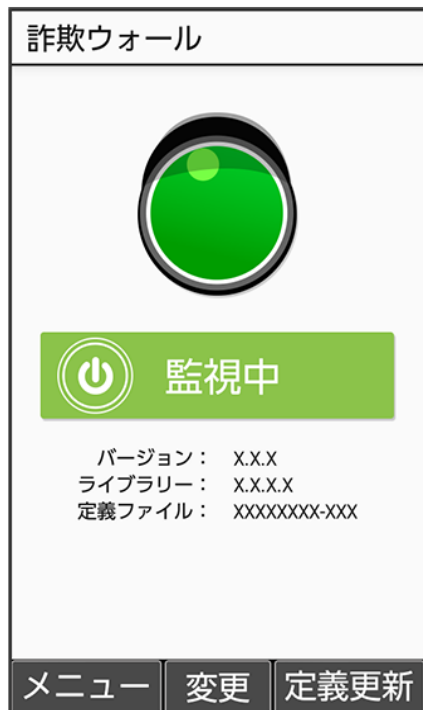 詐欺ウォール
監視中
バージョン： X.X.X
ライブラリー： X.X.X.X
定義ファイル： XXXXXXXX-XXX
メニュー 変更 定義更新